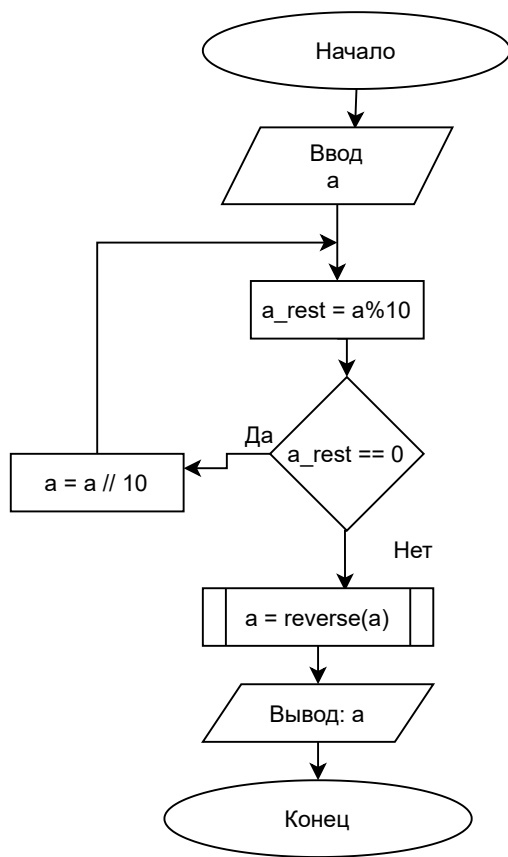 Начало
Ввод
a
a_rest = a%10
Да
a_rest == 0
a = a // 10
Нет
a = reverse(a)
Вывод: a
Конец